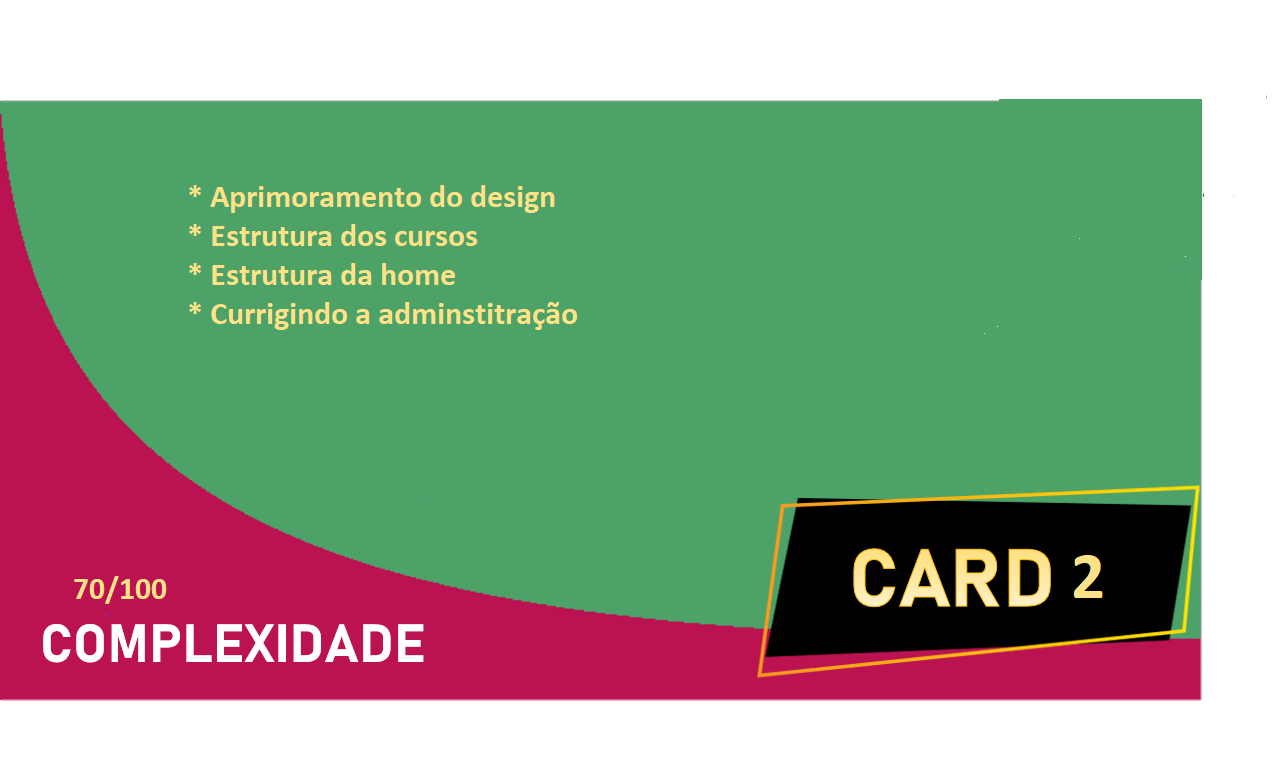 * Aprimoramento do design
* Estrutura dos cursos
* Estrutura da home
* Currigindo a adminstitração
CARD 2
70/100
COMPLEXIDADE